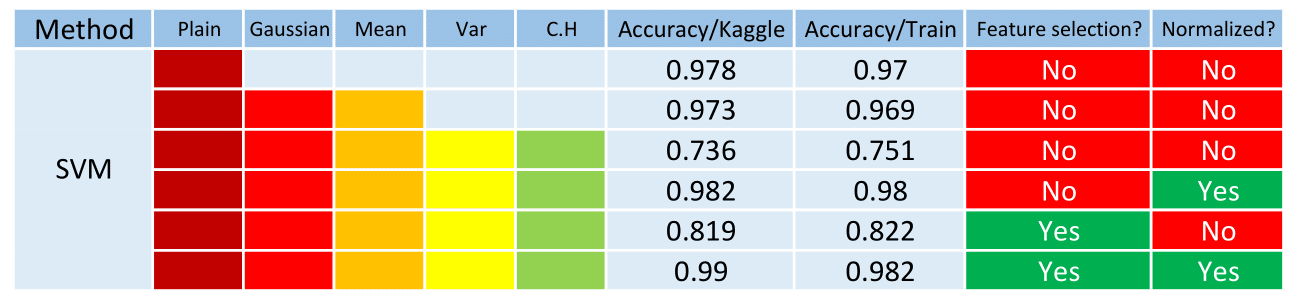 Method Plain Gaussian Mean Var C.H Accuracy/Kaggle Accuracy/Train Feature selection? Normalized?
0.978 0.97 No No
0.973 0.969 No No
0.736 0.751 No No
SVM
0.982 0.98 No Yes
0.819 0.822 Yes No
0.99 0.982 Yes Yes